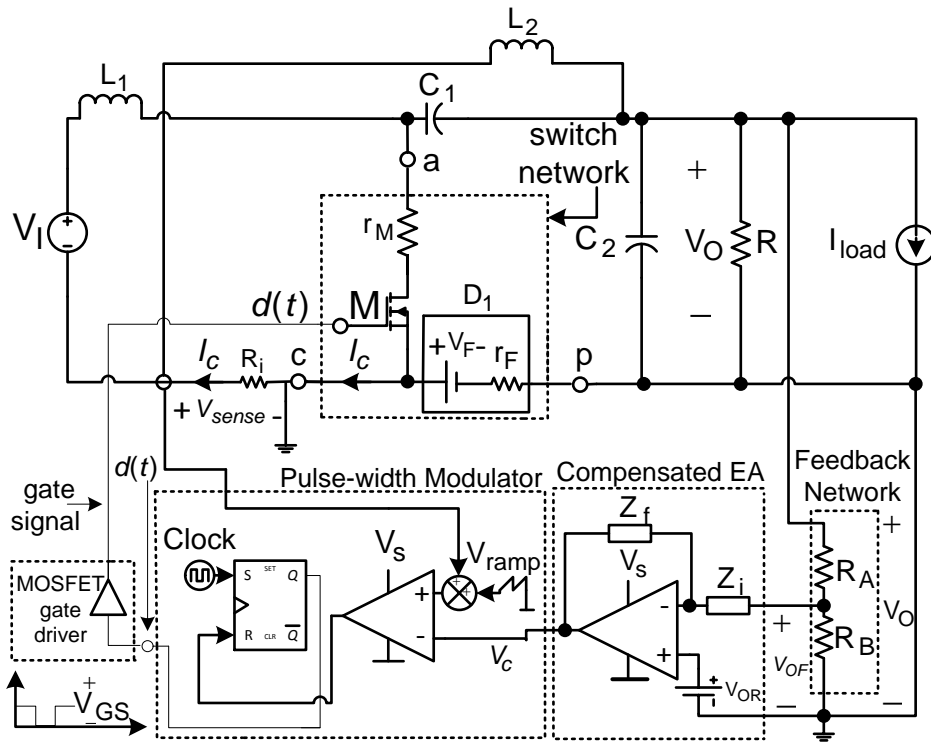 L2
L1
C1
switch
network
a
rM
VI
+
-
C2
+
VO
-
R
Iload
d(t)
M
D1
+ VF -
rF
p
Ic
Ri
c
Ic
+ Vsense -
d(t)
gate
signal
Pulse-width Modulator
Compensated EA
Feedback
Network
Clock
S SET Q
R CLR Q
Vs
Vramp
+
+
+
-
Vc
Zf
Vs
-
+
Zi
VOR
+
-
+
VOF
-
RA
RB
+
VO
-
MOSFET
gate
driver
+
VGS
-